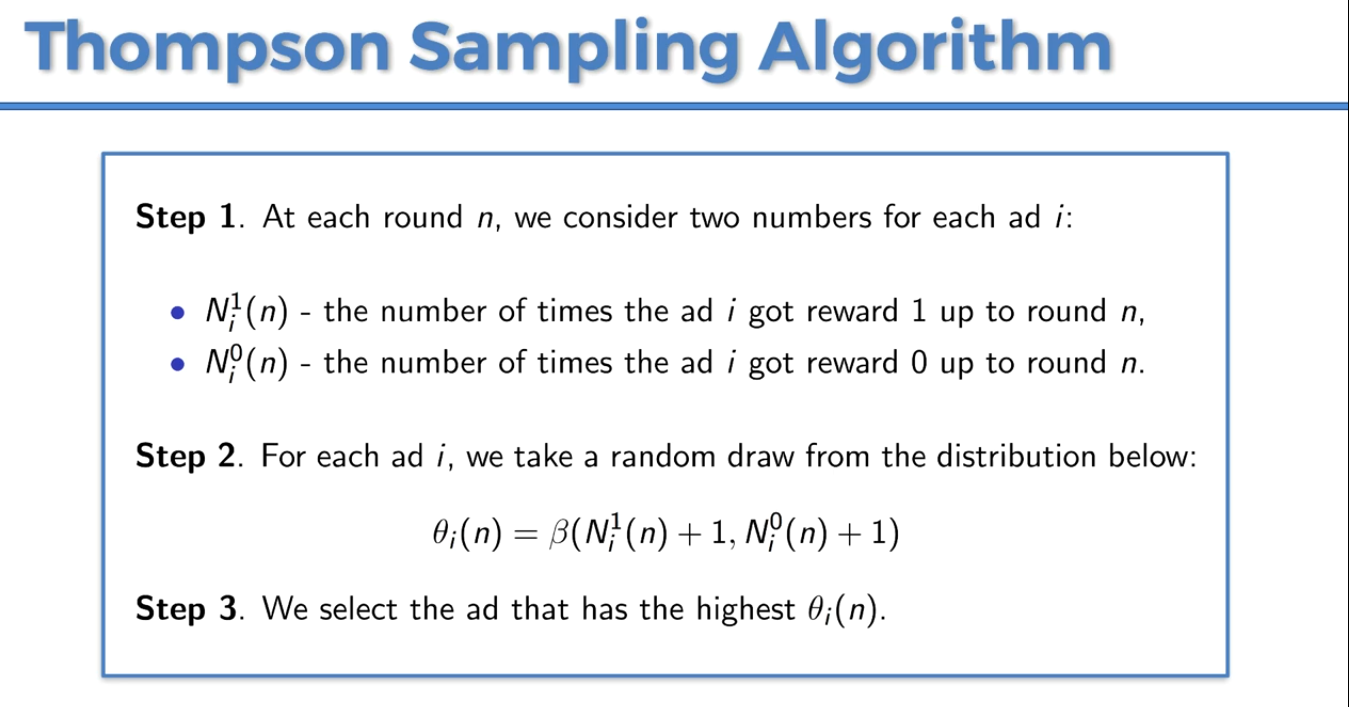 Thompson Sampling Algorithm
Step 1. At each round n, we consider two numbers for each ad i:
• N_i^1(n) - the number of times the ad i got reward 1 up to round n,
• N_i^0(n) - the number of times the ad i got reward 0 up to round n.
Step 2. For each ad i, we take a random draw from the distribution below:
θ_i(n) = β(N_i^1(n) + 1, N_i^0(n) + 1)
Step 3. We select the ad that has the highest θ_i(n).